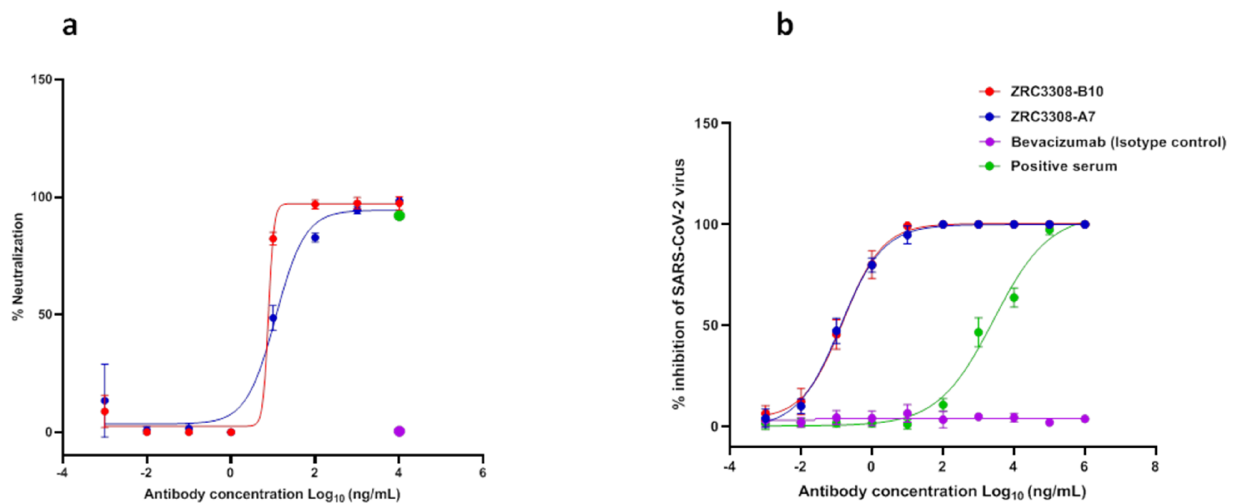 a
150
100
50
0
% Neutralization
-4
-2
0
2
4
6
Antibody concentration Log10 (ng/mL)
b
ZRC3308-B10
ZRC3308-A7
Bevacizumab (Isotype control)
Positive serum
150
100
50
0
% inhibition of SARS-CoV-2 virus
-4
-2
0
2
4
6
8
Antibody concentration Log10 (ng/mL)